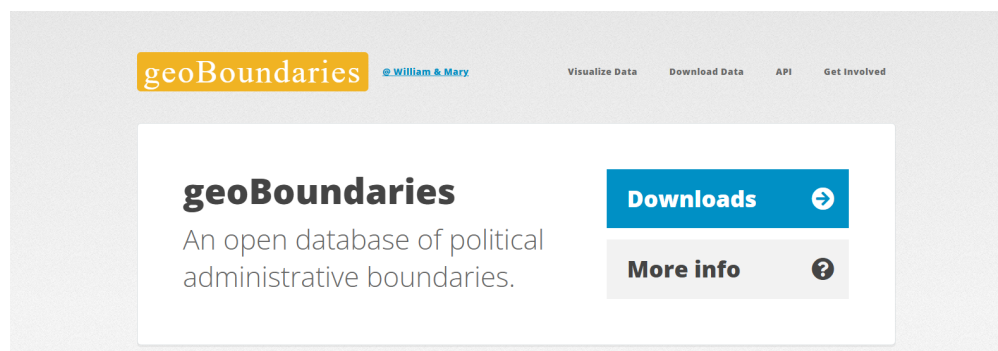 geoBoundaries @ William & Mary Visualize Data Download Data API Get Involved
geoBoundaries
An open database of political
administrative boundaries.
Downloads
More info